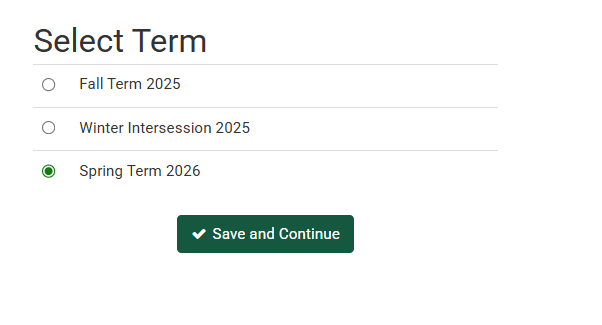 Select Term
Fall Term 2025
Winter Intersession 2025
Spring Term 2026
Save and Continue